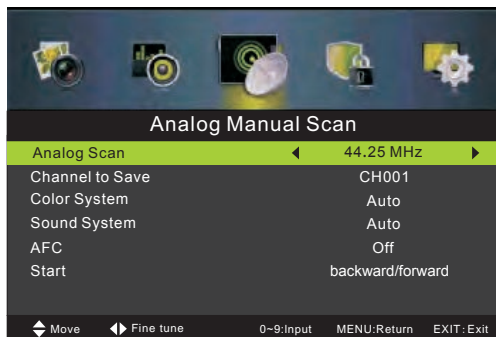 Analog Manual Scan
Analog Scan 44.25 MHz
Channel to Save CH001
Color System Auto
Sound System Auto
AFC Off
Start backward/forward
Move Fine tune 0~9:Input MENU:Return EXIT:Exit